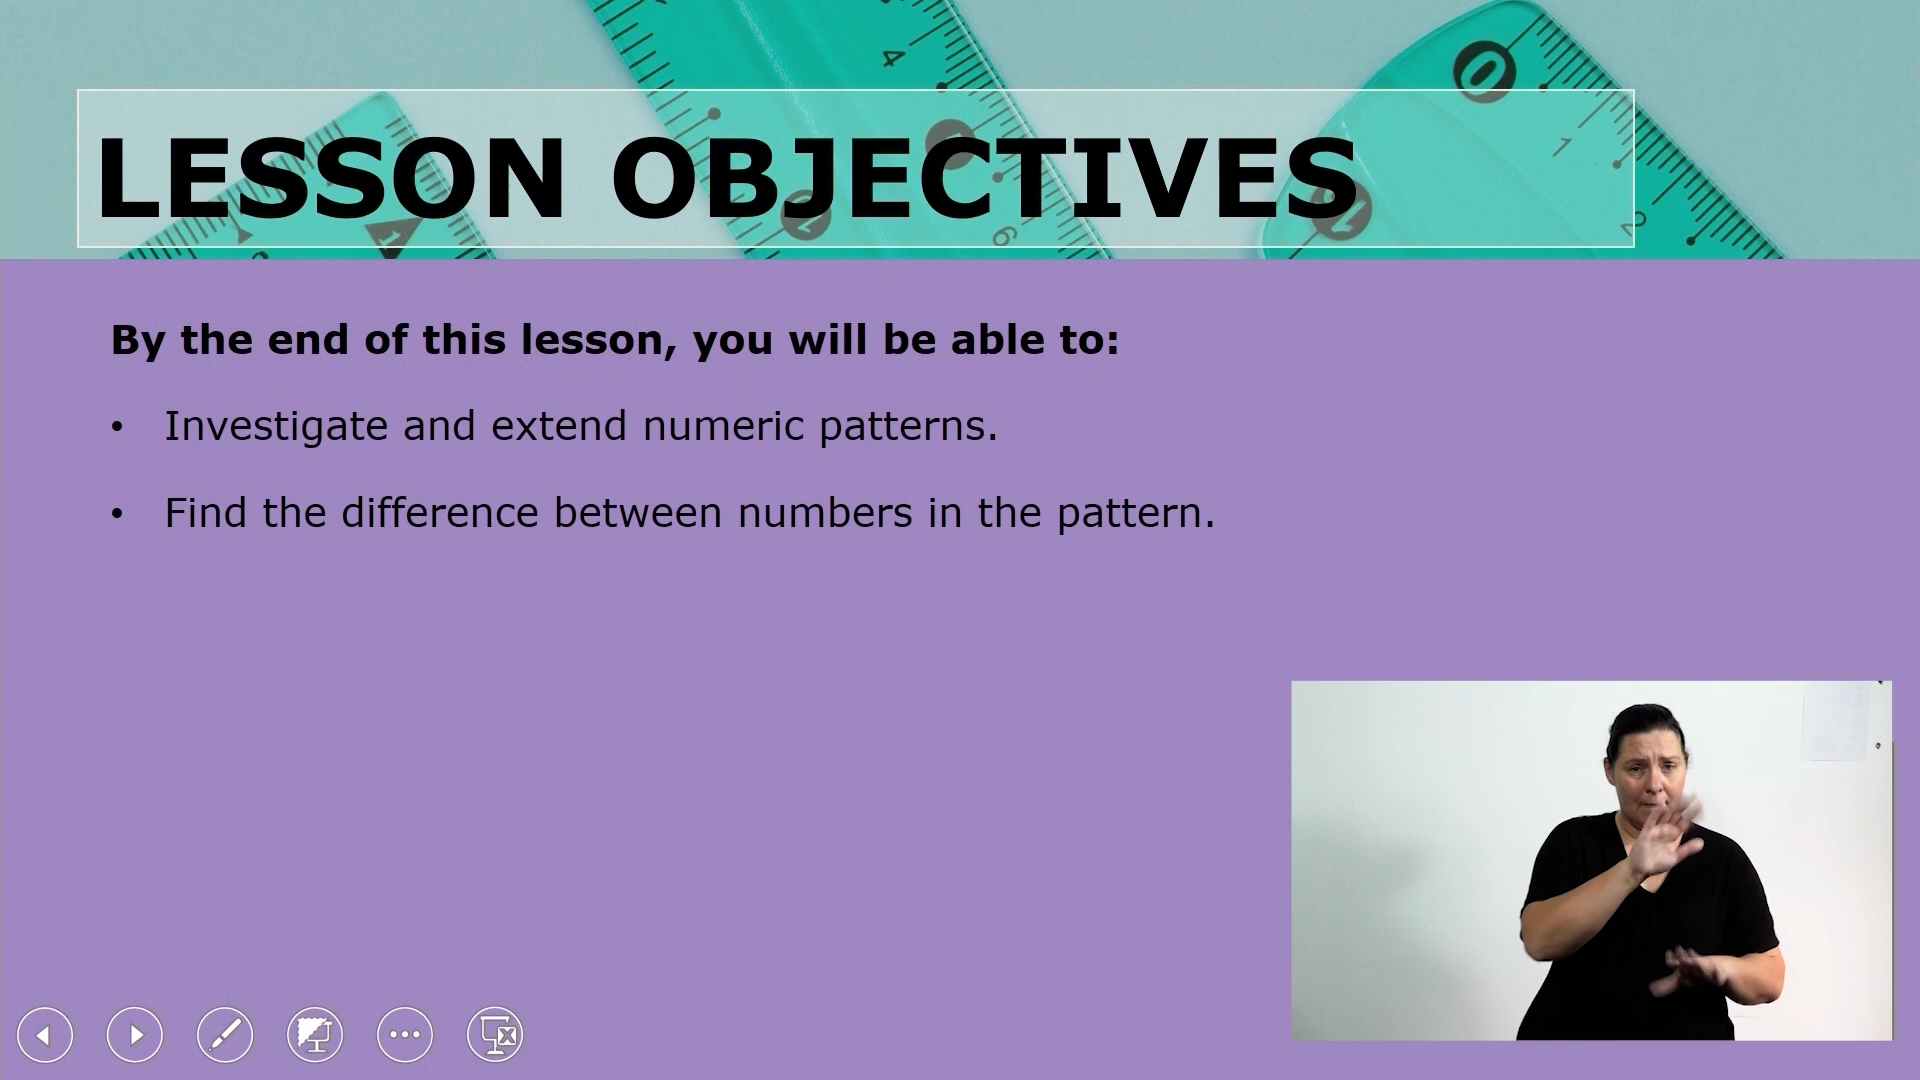 LESSON OBJECTIVES
By the end of this lesson, you will be able to:
• Investigate and extend numeric patterns.
• Find the difference between numbers in the pattern.